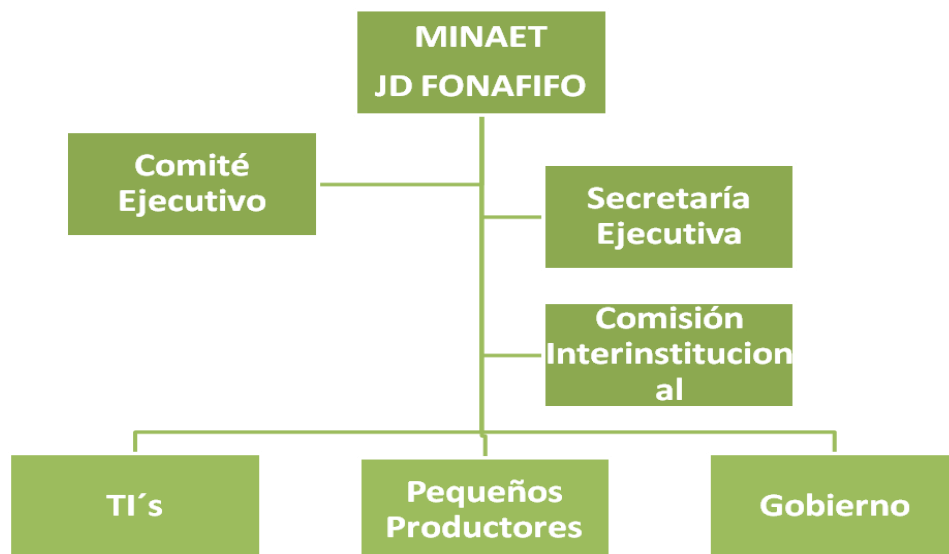 MINAET
JD FONAFIFO
Comité
Ejecutivo
Secretaría
Ejecutiva
Comisión
Interinstitucion
al
TI´s
Pequeños
Productores
Gobierno